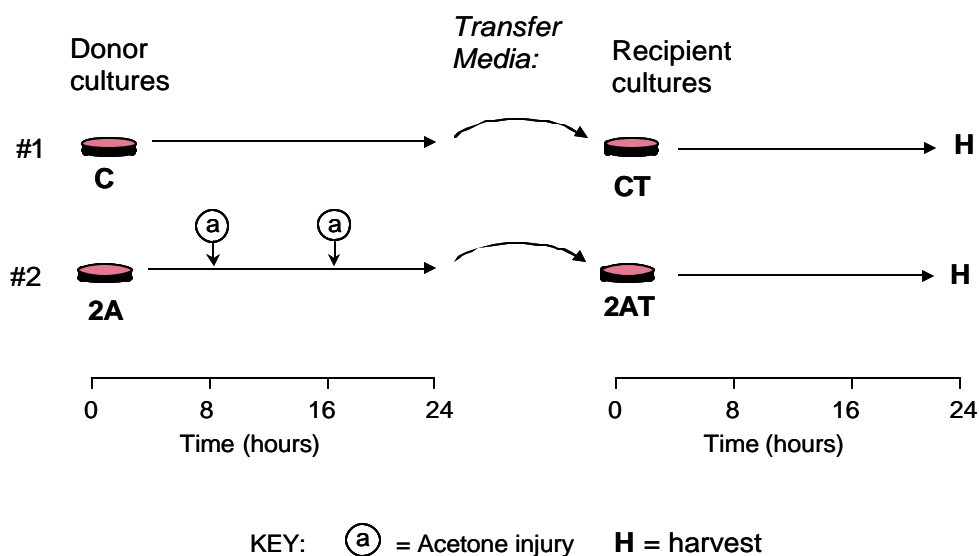 Donor
cultures
Transfer
Media:
Recipient
cultures
#1
C
CT
H
a
a
#2
2A
2AT
H
0 8 16 24
Time (hours)
0 8 16 24
Time (hours)
KEY: a = Acetone injury H = harvest